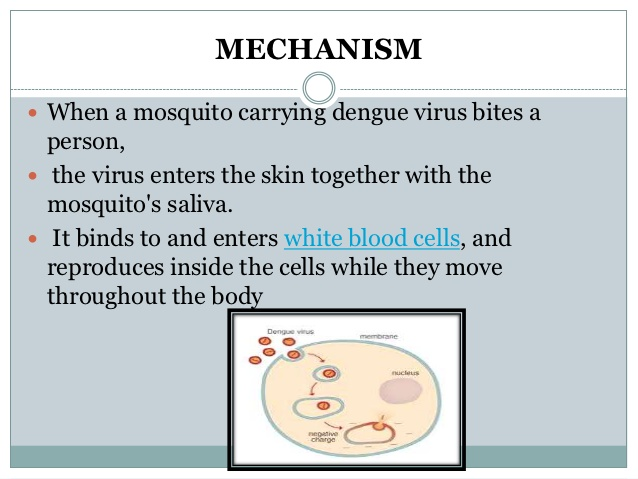 MECHANISM
When a mosquito carrying dengue virus bites a
person,
the virus enters the skin together with the
mosquito's saliva.
It binds to and enters white blood cells, and
reproduces inside the cells while they move
throughout the body
Dengue virus
membrane
nucleus
negative
charge